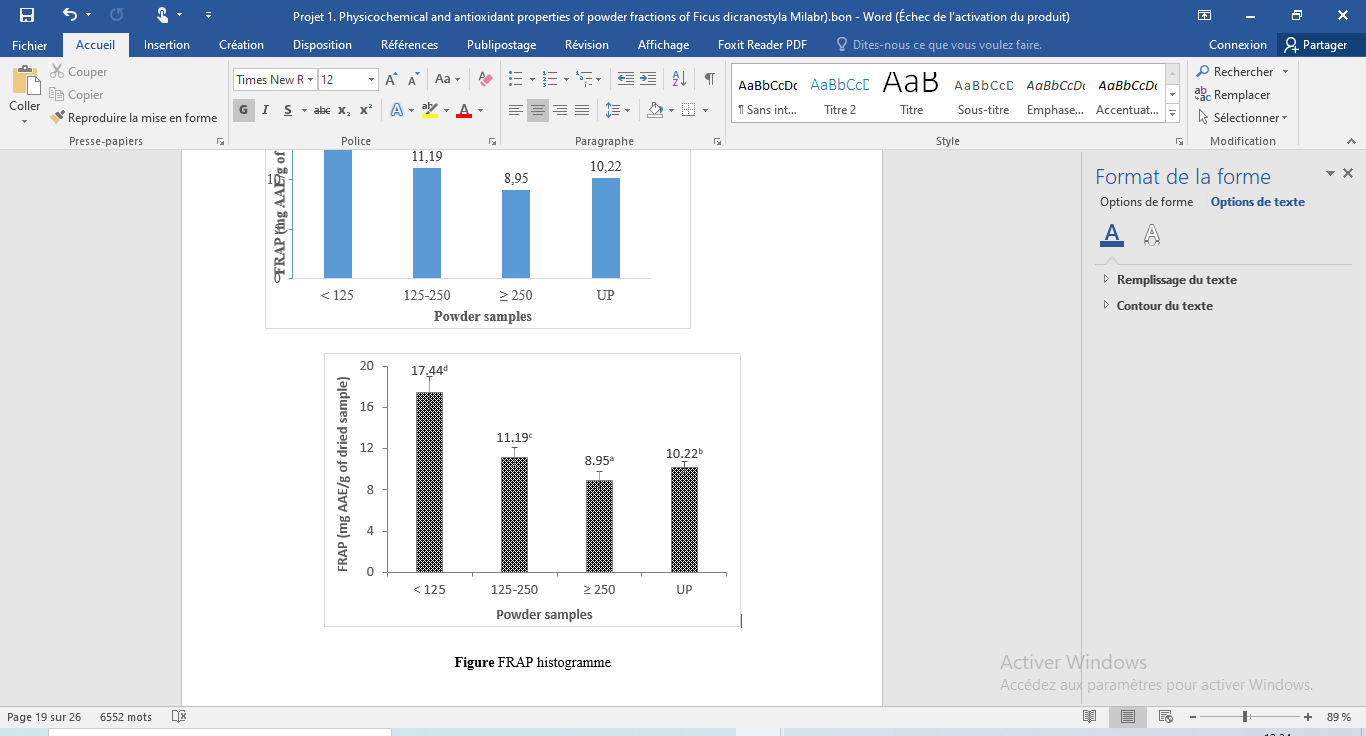 Projet 1. Physicochemical and antioxidant properties of powder fractions of Ficus dicranostyla Milabr).bon - Word (Échec de l'activation du produit)
Fichier Accueil Insertion Création Disposition Références Publipostage Révision Affichage Foxit Reader PDF Dites-nous ce que vous voulez faire. Connexion Partager
Coller
Couper
Copier
Reproduire la mise en forme
Presse-papiers
Times New R 12
G I S abc x₂ x²
Police
Paragraphe
AaBbCcDc AaBbCcD AaB AaBbCcD AaBbCcDc AaBbCcDc
¶ Sans int... Titre 2 Titre Sous-titre Emphase... Accentuat...
Style
Rechercher
Remplacer
Sélectionner
Modification
FRAP (mg AAE/g of
10
0
11,19
8,95
10,22
< 125 125-250 ≥ 250 UP
Powder samples
FRAP (mg AAE/g of dried sample)
20
16
12
8
4
0
17.44ᵈ
11.19ᶜ
8.95ᵃ
10.22ᵇ
< 125 125-250 ≥ 250 UP
Powder samples
Figure FRAP histogramme
Format de la forme
Options de forme Options de texte
Remplissage du texte
Contour du texte
Activer Windows
Accédez aux paramètres pour activer Windows.
Page 19 sur 26 6552 mots 89 %